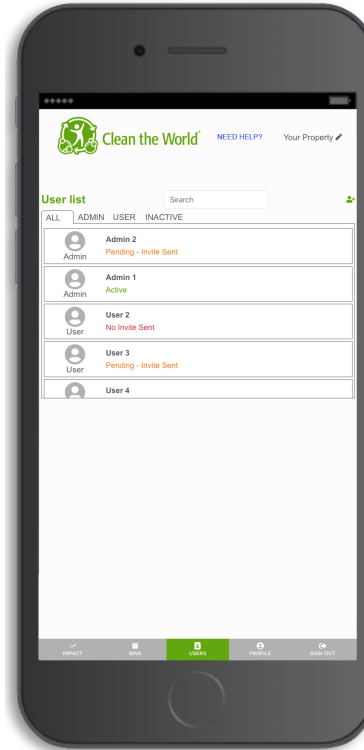 Clean the World®
NEED HELP?
Your Property
User list
Search
ALL ADMIN USER INACTIVE
Admin 2
Pending - Invite Sent
Admin
Admin 1
Active
Admin
User 2
No Invite Sent
User
User 3
Pending - Invite Sent
User
User 4
IMPACT BINS USERS PROFILE SIGN OUT